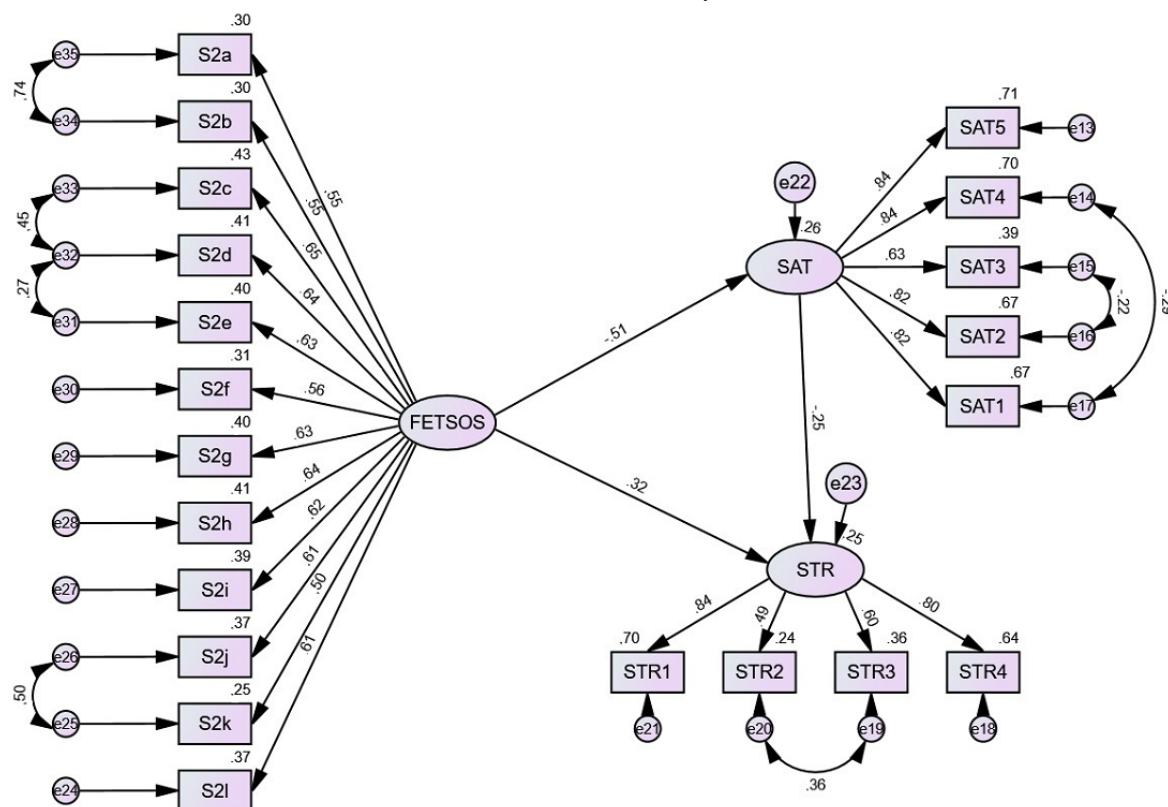 .30
e35
S2a
.74
.30
e34
S2b
.43
e33
S2c
.45
.41
e32
S2d
.27
.40
e31
S2e
.31
e30
S2f
.40
e29
S2g
.41
e28
S2h
.39
e27
S2i
.37
e26
S2j
.50
.25
e25
S2k
.37
e24
S2l
.55
.55
.65
.64
.63
.56
.63
.64
.62
.61
.50
.61
FETSOS
-.51
.32
e22
.26
SAT
-.25
.84
.84
.63
.82
.82
.71
SAT5
e13
.70
SAT4
e14
.39
SAT3
e15
-.22
-.29
.67
SAT2
e16
.67
SAT1
e17
e23
.25
STR
.84
.49
.60
.80
.70
.24
.36
.64
STR1
STR2
STR3
STR4
e21
e20
e19
e18
.36